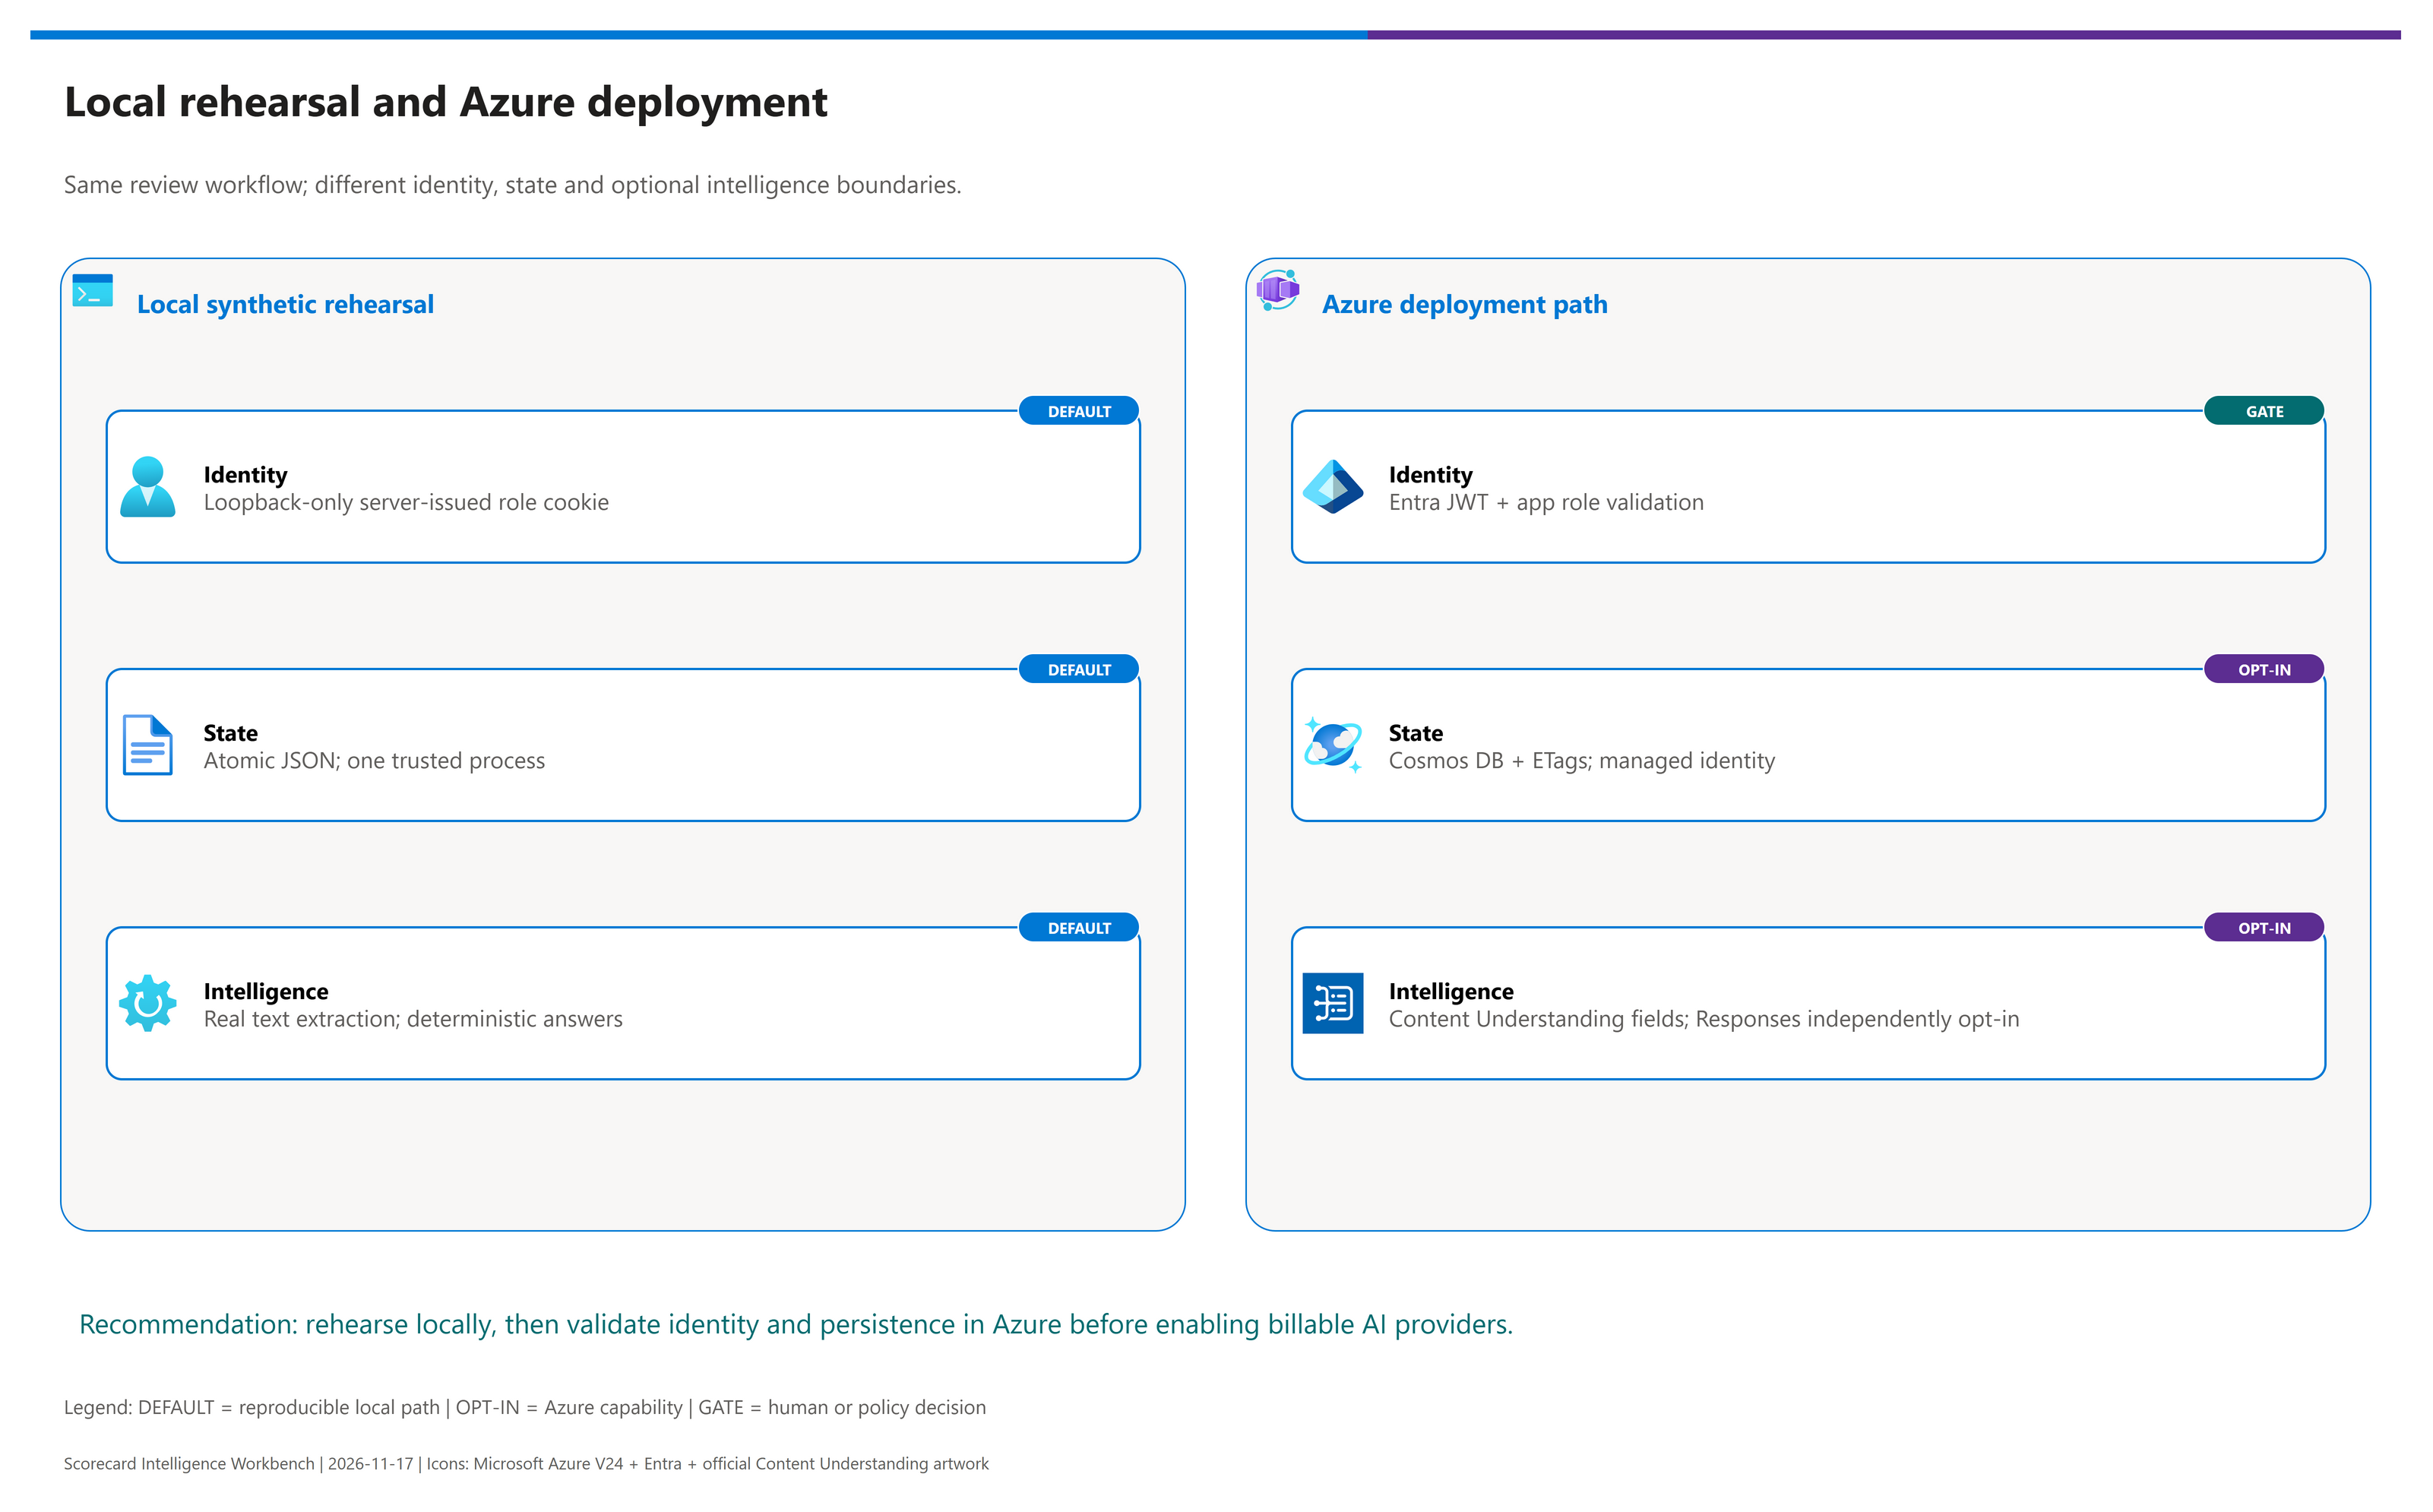 Local rehearsal and Azure deployment
Same review workflow; different identity, state and optional intelligence boundaries.
Local synthetic rehearsal
DEFAULT
Identity
Loopback-only server-issued role cookie
DEFAULT
State
Atomic JSON; one trusted process
DEFAULT
Intelligence
Real text extraction; deterministic answers
Azure deployment path
GATE
Identity
Entra JWT + app role validation
OPT-IN
State
Cosmos DB + ETags; managed identity
OPT-IN
Intelligence
Content Understanding fields; Responses independently opt-in
Recommendation: rehearse locally, then validate identity and persistence in Azure before enabling billable AI providers.
Legend: DEFAULT = reproducible local path | OPT-IN = Azure capability | GATE = human or policy decision
Scorecard Intelligence Workbench | 2026-11-17 | Icons: Microsoft Azure V24 + Entra + official Content Understanding artwork